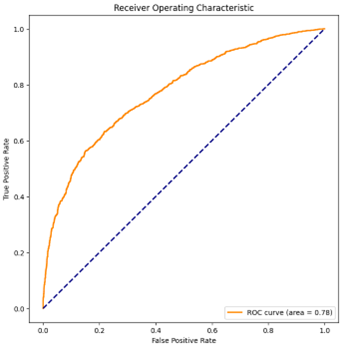 Receiver Operating Characteristic
True Positive Rate
1.0
0.8
0.6
0.4
0.2
0.0
ROC curve (area = 0.78)
0.0 0.2 0.4 0.6 0.8 1.0
False Positive Rate